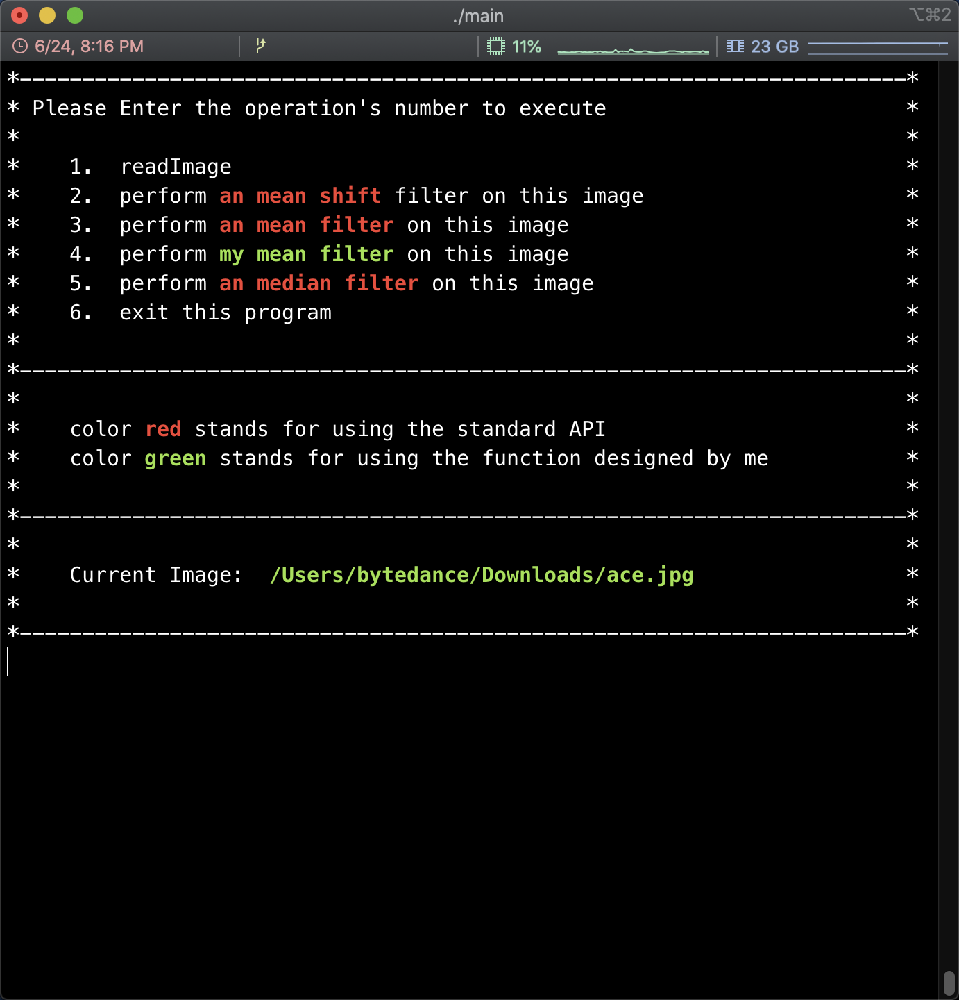 ./main
⌥⌘2
6/24, 8:16 PM
11%
23 GB
*-----------------------------------------------------------------------*
* Please Enter the operation's number to execute                        *
*                                                                       *
*    1.  readImage                                                      *
*    2.  perform an mean shift filter on this image                     *
*    3.  perform an mean filter on this image                           *
*    4.  perform my mean filter on this image                           *
*    5.  perform an median filter on this image                         *
*    6.  exit this program                                              *
*                                                                       *
*-----------------------------------------------------------------------*
*                                                                       *
*    color red stands for using the standard API                        *
*    color green stands for using the function designed by me           *
*                                                                       *
*-----------------------------------------------------------------------*
*                                                                       *
*    Current Image:  /Users/bytedance/Downloads/ace.jpg                 *
*                                                                       *
*-----------------------------------------------------------------------*